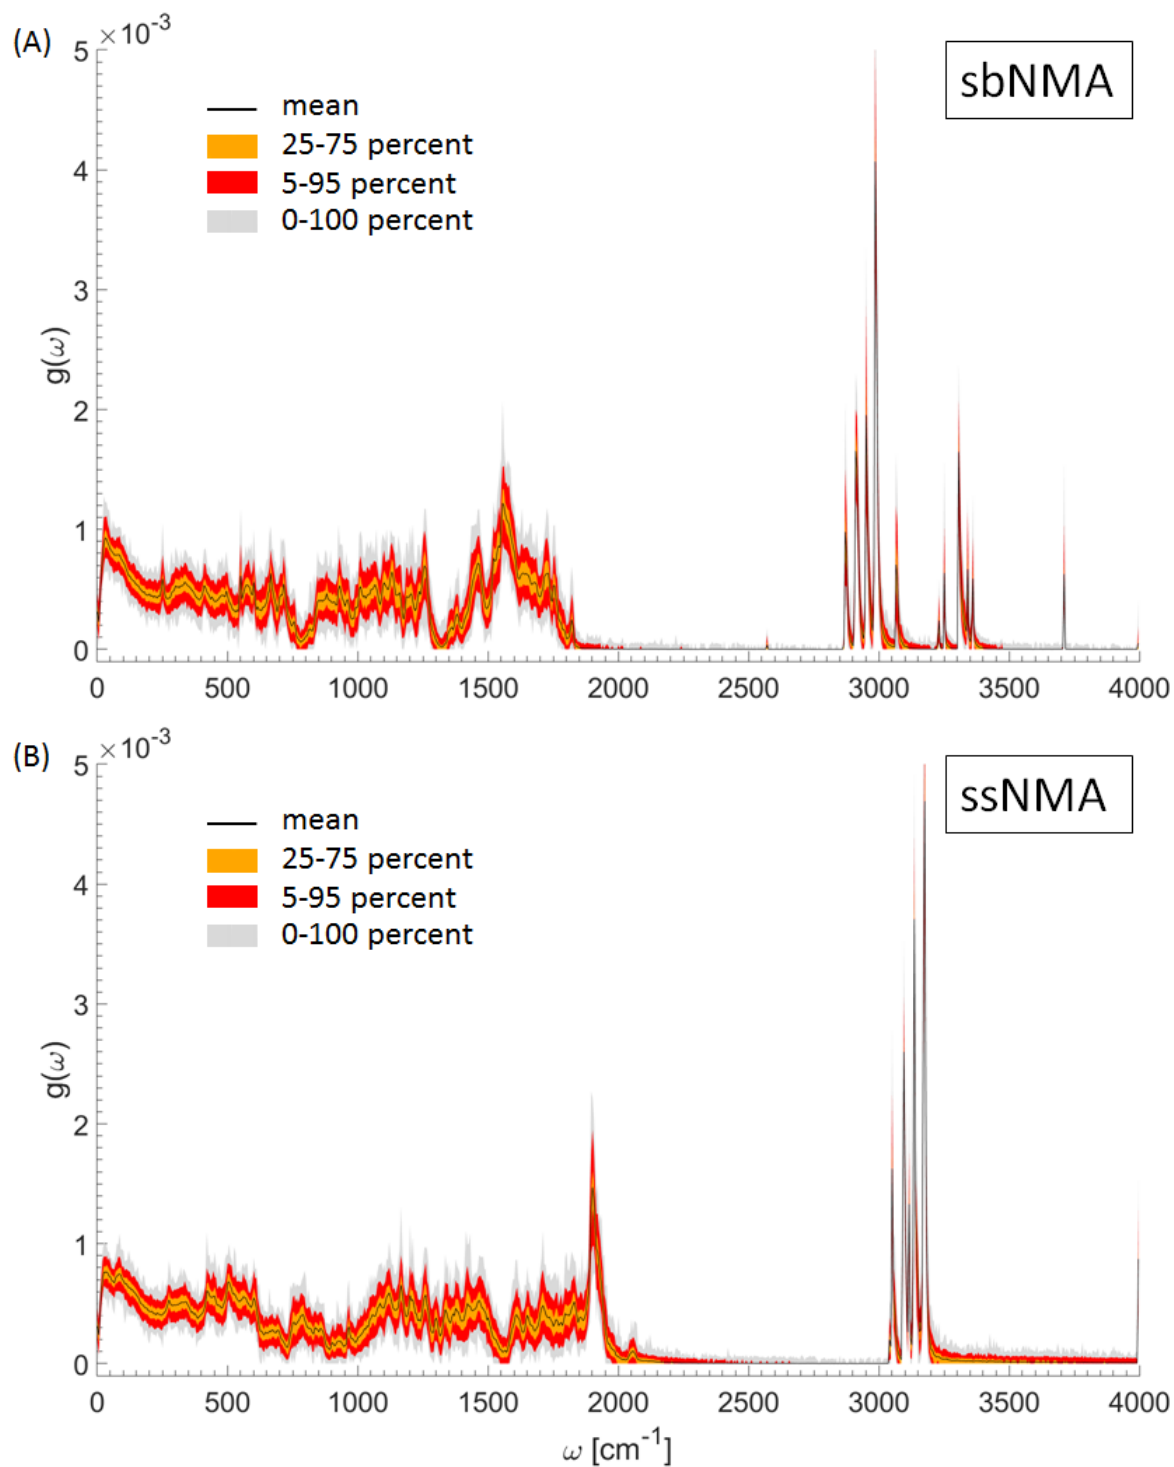 (A)
×10⁻³
sbNMA
mean
25-75 percent
5-95 percent
0-100 percent
g(ω)
5
4
3
2
1
0
0 500 1000 1500 2000 2500 3000 3500 4000
(B)
×10⁻³
ssNMA
mean
25-75 percent
5-95 percent
0-100 percent
g(ω)
5
4
3
2
1
0
0 500 1000 1500 2000 2500 3000 3500 4000
ω [cm⁻¹]